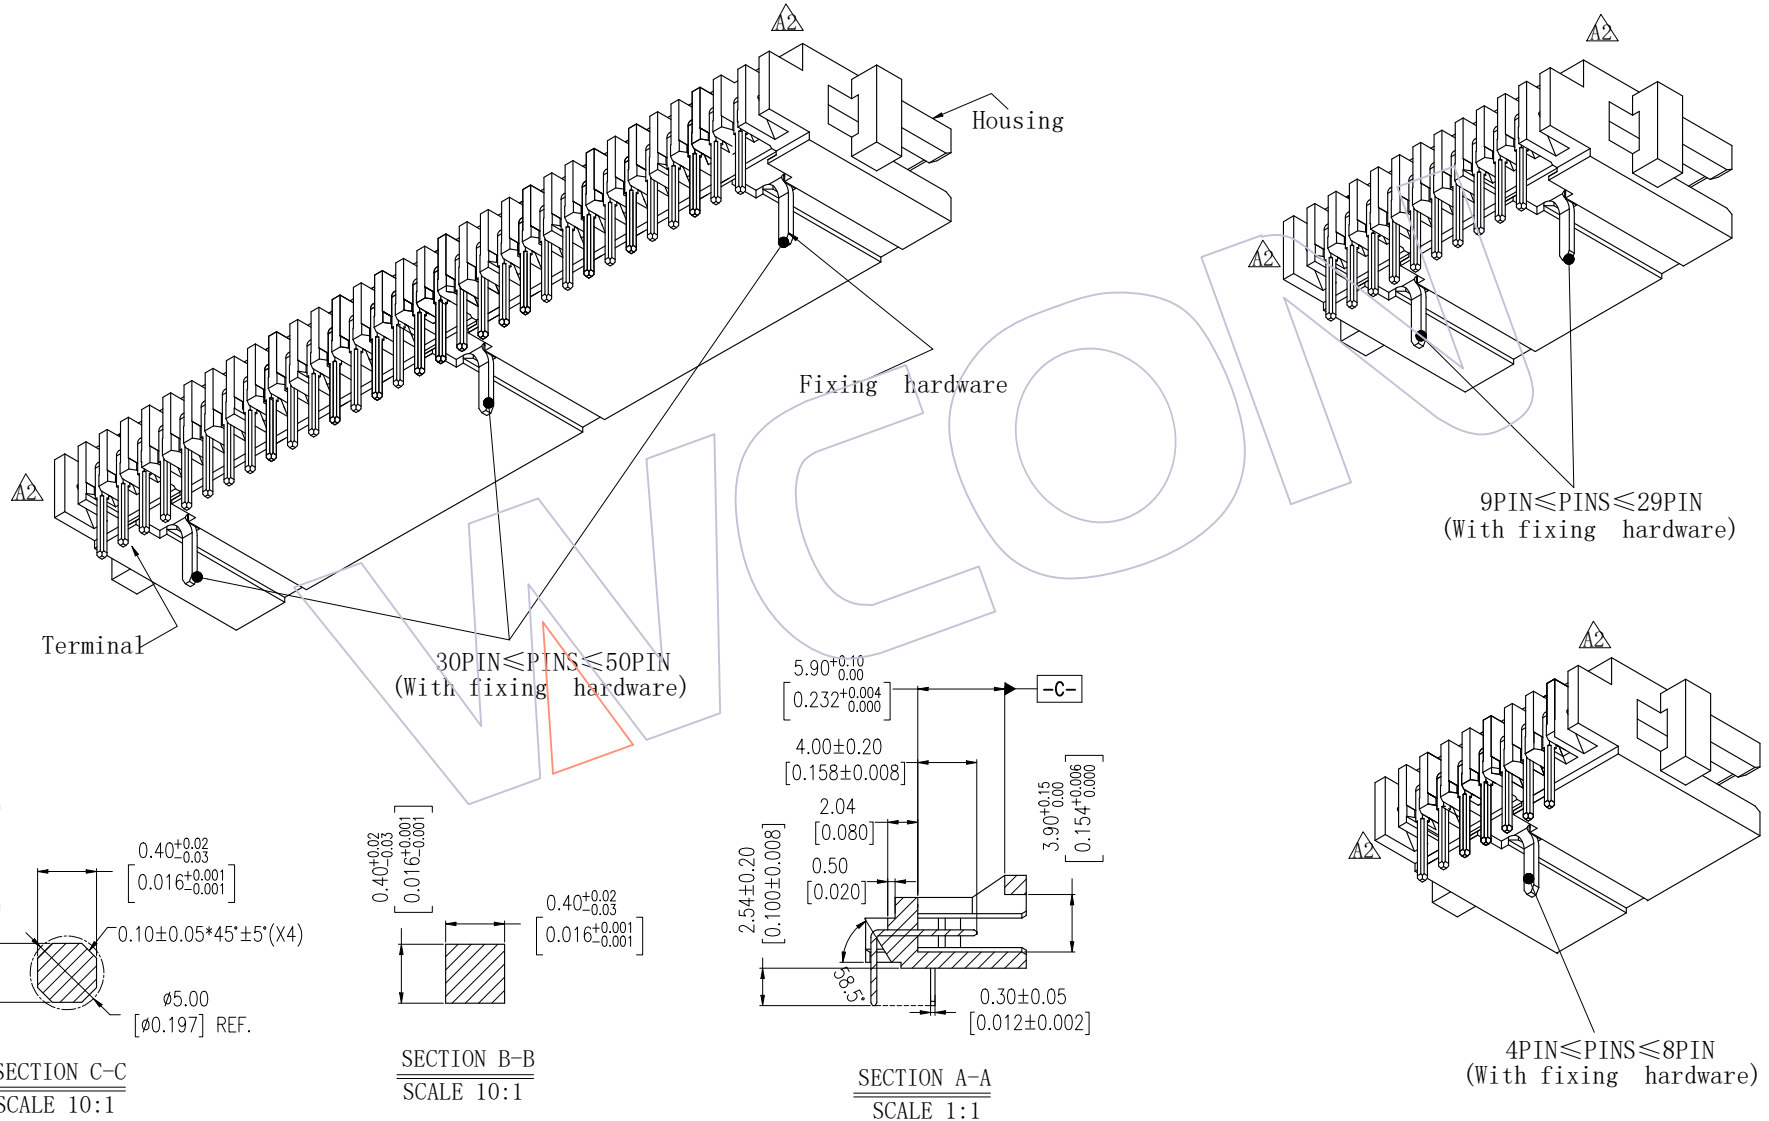 A2
A2
Housing
A2
Fixing hardware
A2
9PIN≤PINS≤29PIN
(With fixing hardware)
Terminal
30PIN≤PINS≤50PIN
(With fixing hardware)
WCON
A2
A2
5.90+0.10 0.00
[0.232+0.004 0.000]
-C-
4.00±0.20
[0.158±0.008]
2.04
[0.080]
0.50
[0.020]
3.90+0.15 0.00
[0.154+0.006 0.000]
2.54±0.20
[0.100±0.008]
58.5°
0.30±0.05
[0.012±0.002]
0.40+0.02 -0.03
[0.016+0.001 -0.001]
0.10±0.05*45°±5°(X4)
ø5.00
[ø0.197] REF.
0.40+0.02 -0.03
[0.016+0.001 -0.001]
0.40+0.02 -0.03
[0.016+0.001 -0.001]
SECTION C-C
SCALE 10:1
SECTION B-B
SCALE 10:1
SECTION A-A
SCALE 1:1
4PIN≤PINS≤8PIN
(With fixing hardware)